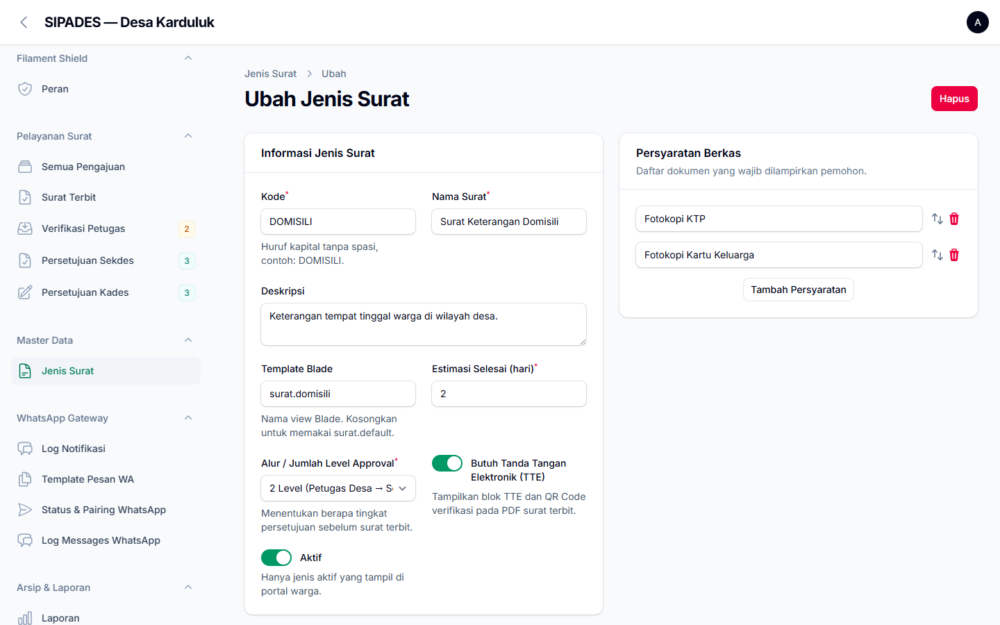 SIPADES — Desa Karduluk
A
Filament Shield
Peran
Pelayanan Surat
Semua Pengajuan
Surat Terbit
Verifikasi Petugas 2
Persetujuan Sekdes 3
Persetujuan Kades 3
Master Data
Jenis Surat
WhatsApp Gateway
Log Notifikasi
Template Pesan WA
Status & Pairing WhatsApp
Log Messages WhatsApp
Arsip & Laporan
Laporan
Jenis Surat > Ubah
Ubah Jenis Surat
Hapus
Informasi Jenis Surat
Kode*
DOMISILI
Huruf kapital tanpa spasi,
contoh: DOMISILI.
Nama Surat*
Surat Keterangan Domisili
Deskripsi
Keterangan tempat tinggal warga di wilayah desa.
Template Blade
surat.domisili
Nama view Blade. Kosongkan
untuk memakai surat.default.
Estimasi Selesai (hari)*
2
Alur / Jumlah Level Approval*
2 Level (Petugas Desa → Se
Menentukan berapa tingkat
persetujuan sebelum surat terbit.
Butuh Tanda Tangan
Elektronik (TTE)
Tampilkan blok TTE dan QR Code
verifikasi pada PDF surat terbit.
Aktif
Hanya jenis aktif yang tampil di
portal warga.
Persyaratan Berkas
Daftar dokumen yang wajib dilampirkan pemohon.
Fotokopi KTP
Fotokopi Kartu Keluarga
Tambah Persyaratan